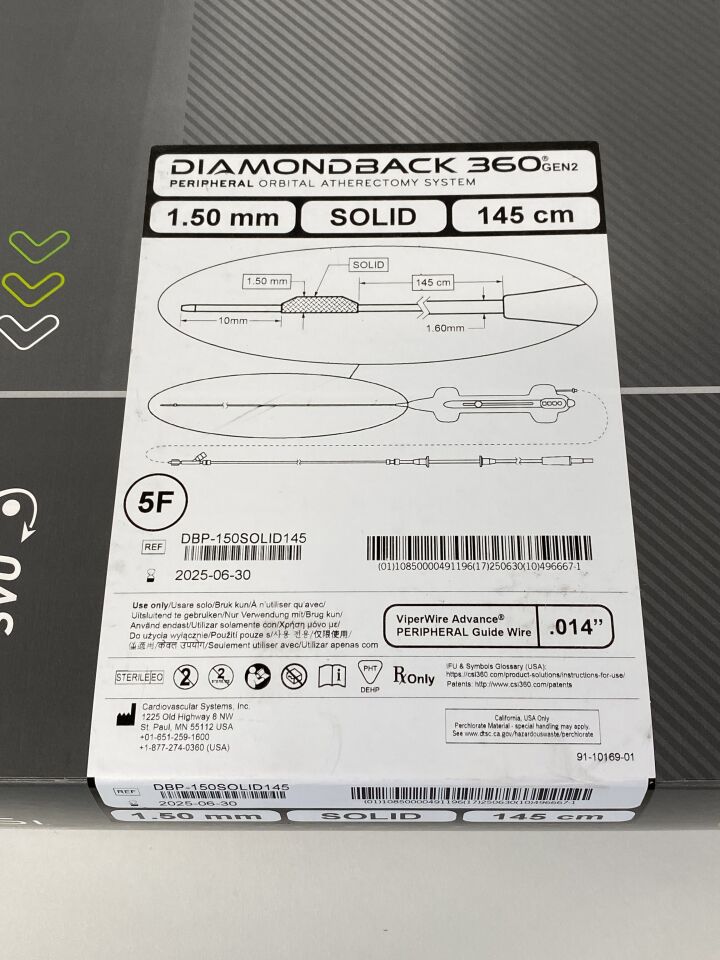 DIAMONDBACK 360® GEN2
PERIPHERAL ORBITAL ATHERECTOMY SYSTEM
1.50 mm SOLID 145 cm
SOLID
1.50 mm
145 cm
10mm
1.60mm
5F
REF DBP-150SOLID145
2025-06-30
(01)10850000491196(17)250630(10)496667-1
Use only/Usare solo/Bruk kun/À n'utiliser qu'avec/
Uitsluitend te gebruiken/Nur Verwendung mit/Brug kun/
Använd endast/Utilizar solamente con/Χρήση μόνο με/
Do użycia wyłącznie/Použití pouze s/사용 전용/仅限使用/
केवल उपयोग/Seulement utiliser avec/Utilizar apenas com
ViperWire Advance®
PERIPHERAL Guide Wire
.014”
STERILE EO
2
2
PHT
DEHP
Rx Only
IFU & Symbols Glossary (USA):
https://csi360.com/product-solutions/instructions-for-use/
Patents: http://www.csi360.com/patents
Cardiovascular Systems, Inc.
1225 Old Highway 8 NW
St. Paul, MN 55112 USA
+01-651-259-1600
+1-877-274-0360 (USA)
California, USA Only
Perchlorate Material - special handling may apply.
See www.dtsc.ca.gov/hazardouswaste/perchlorate
91-10169-01
REF DBP-150SOLID145
2025-06-30
(01)10850000491196(17)250630(10)496667-1
1.50 mm SOLID 145 cm